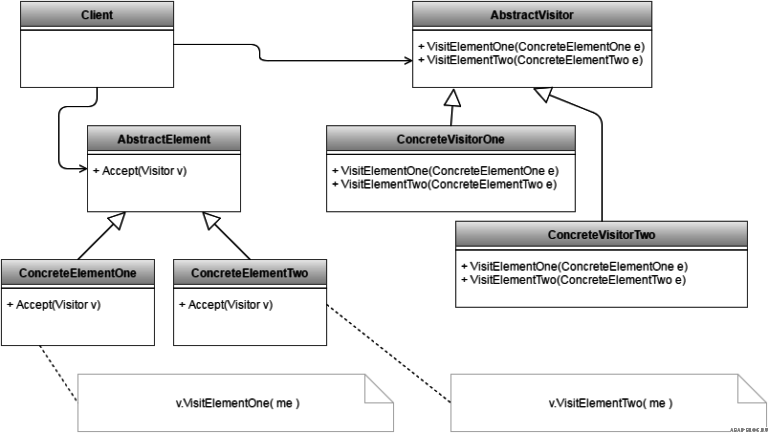 Client
AbstractVisitor
+ VisitElementOne(ConcreteElementOne e)
+ VisitElementTwo(ConcreteElementTwo e)
AbstractElement
+ Accept(Visitor v)
ConcreteVisitorOne
+ VisitElementOne(ConcreteElementOne e)
+ VisitElementTwo(ConcreteElementTwo e)
ConcreteVisitorTwo
+ VisitElementOne(ConcreteElementOne e)
+ VisitElementTwo(ConcreteElementTwo e)
ConcreteElementOne
+ Accept(Visitor v)
ConcreteElementTwo
+ Accept(Visitor v)
v.VisitElementOne( me )
v.VisitElementTwo( me )